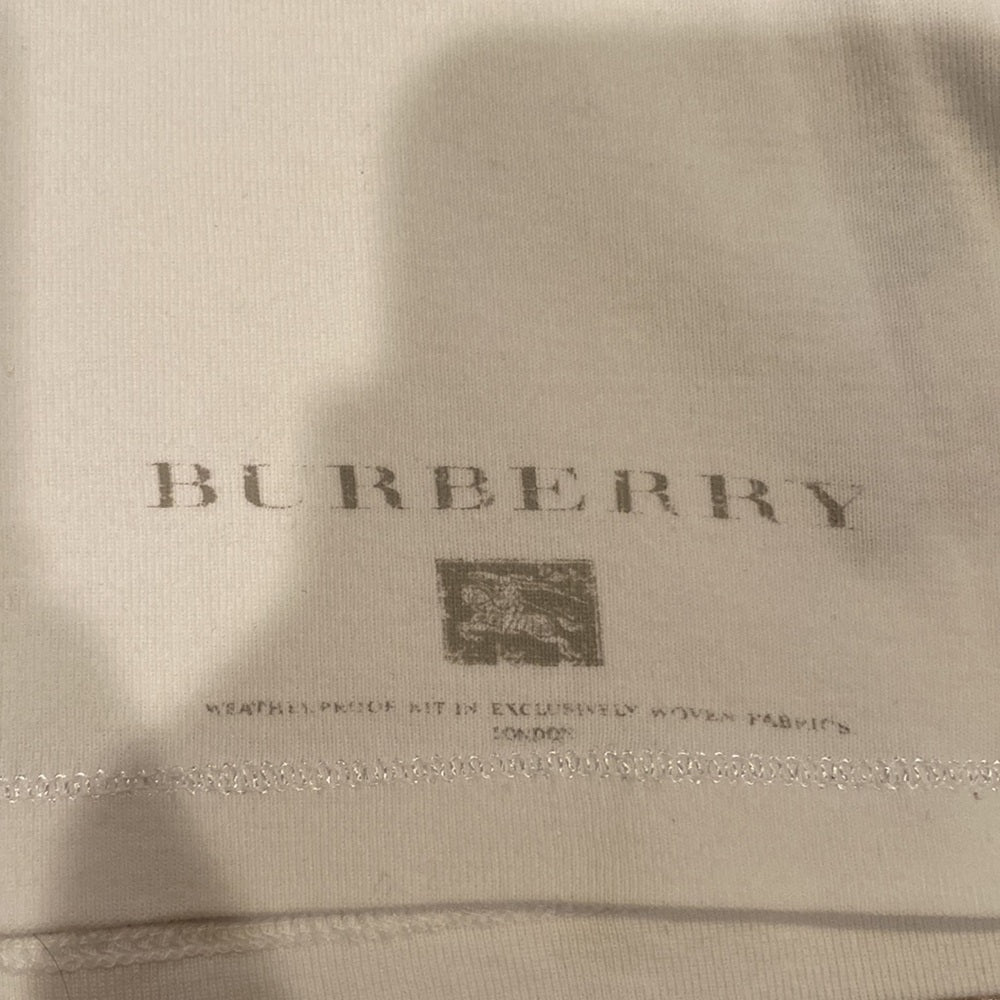 BURBERRY
WEATHERPROOF KIT IN EXCLUSIVELY WOVEN FABRICS
LONDON